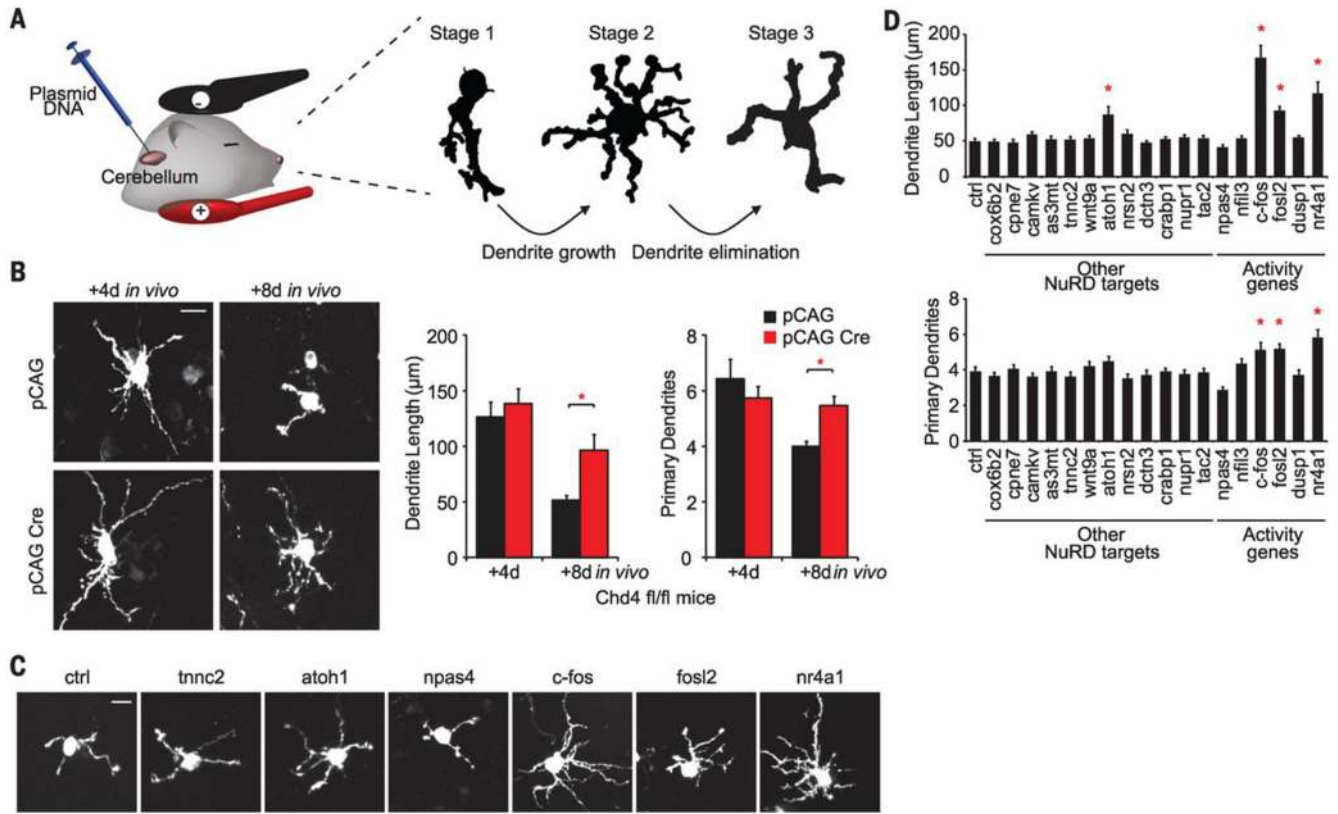 A
Plasmid
DNA
-
Cerebellum
+
Stage 1
Stage 2
Stage 3
Dendrite growth
Dendrite elimination
B
+4d in vivo
+8d in vivo
pCAG
pCAG Cre
Dendrite Length (µm)
200
150
100
50
0
*
+4d
+8d in vivo
Primary Dendrites
8
6
4
2
0
pCAG
pCAG Cre
*
+4d
+8d in vivo
Chd4 fl/fl mice
C
ctrl
tnnc2
atoh1
npas4
c-fos
fosl2
nr4a1
D
Dendrite Length (µm)
200
150
100
50
0
*
*
*
*
ctrl
cox6b2
cpne7
camkv
as3mt
tnnc2
wnt9a
atoh1
nrsn2
dctn3
crabp1
nupr1
tac2
npas4
nfil3
c-fos
fosl2
dusp1
nr4a1
Other
NuRD targets
Activity
genes
Primary Dendrites
8
6
4
2
0
*
*
*
ctrl
cox6b2
cpne7
camkv
as3mt
tnnc2
wnt9a
atoh1
nrsn2
dctn3
crabp1
nupr1
tac2
npas4
nfil3
c-fos
fosl2
dusp1
nr4a1
Other
NuRD targets
Activity
genes